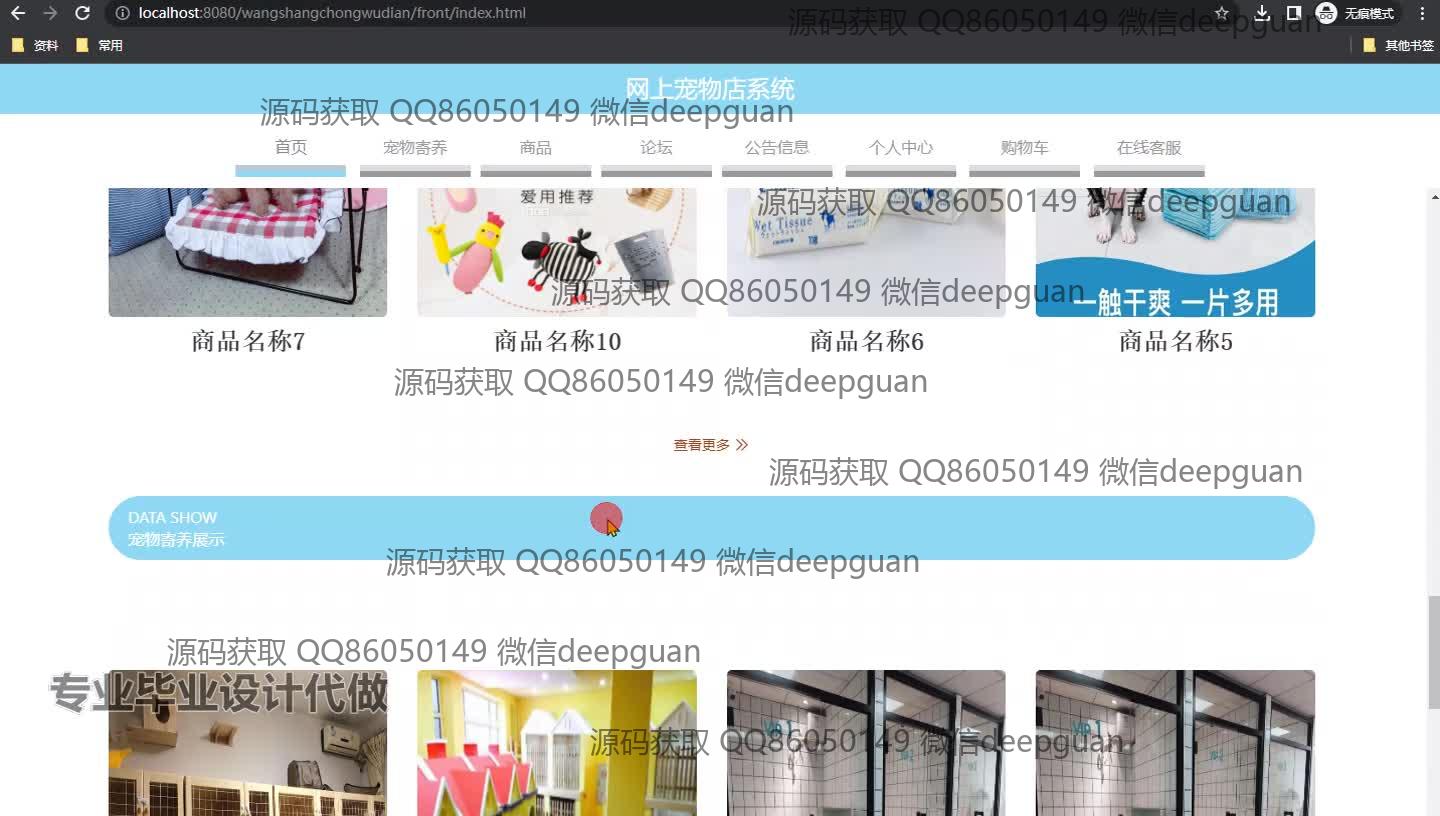 localhost:8080/wangshangchongwudian/front/index.html
无痕模式
资料
常用
其他书签
源码获取 QQ86050149 微信deepguan
网上宠物店系统
源码获取 QQ86050149 微信deepguan
首页
宠物寄养
商品
论坛
公告信息
个人中心
购物车
在线客服
爱用推荐
源码获取 QQ86050149 微信deepguan
Wet Tissue
源码获取 QQ86050149 微信deepguan
一触干爽 一片多用
商品名称7
商品名称10
商品名称6
商品名称5
源码获取 QQ86050149 微信deepguan
查看更多
源码获取 QQ86050149 微信deepguan
DATA SHOW
宠物寄养展示
源码获取 QQ86050149 微信deepguan
源码获取 QQ86050149 微信deepguan
专业毕业设计代做
源码获取 QQ86050149 微信deepguan